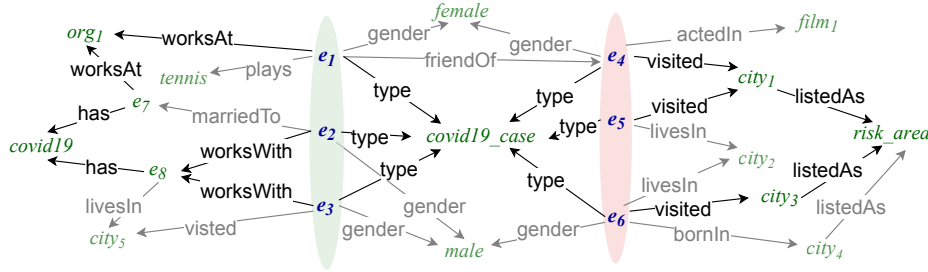 female
org1 worksAt gender e1 gender e4 actedIn film1
worksAt tennis plays friendOf visited city1
has e7 type type listedAs
marriedTo e2 e5 visited
covid19 type covid19_case type risk_area
has worksWith type livesIn city2
e8 worksWith type livesIn listedAs
livesIn e3 visited city3
city5 visted gender gender male gender e6 bornIn listedAs
city4